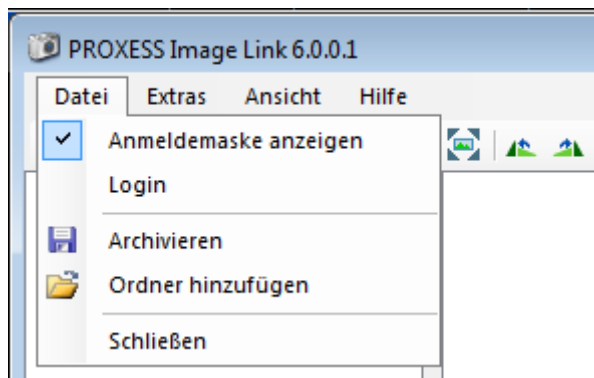 PROXESS Image Link 6.0.0.1
Datei Extras Ansicht Hilfe
Anmeldemaske anzeigen
Login
Archivieren
Ordner hinzufügen
Schließen